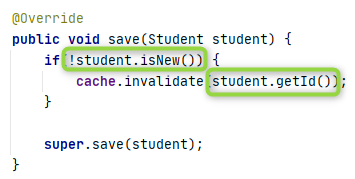 @Override
public void save(Student student) {
if (!student.isNew()) {
cache.invalidate(student.getId());
}
super.save(student);
}